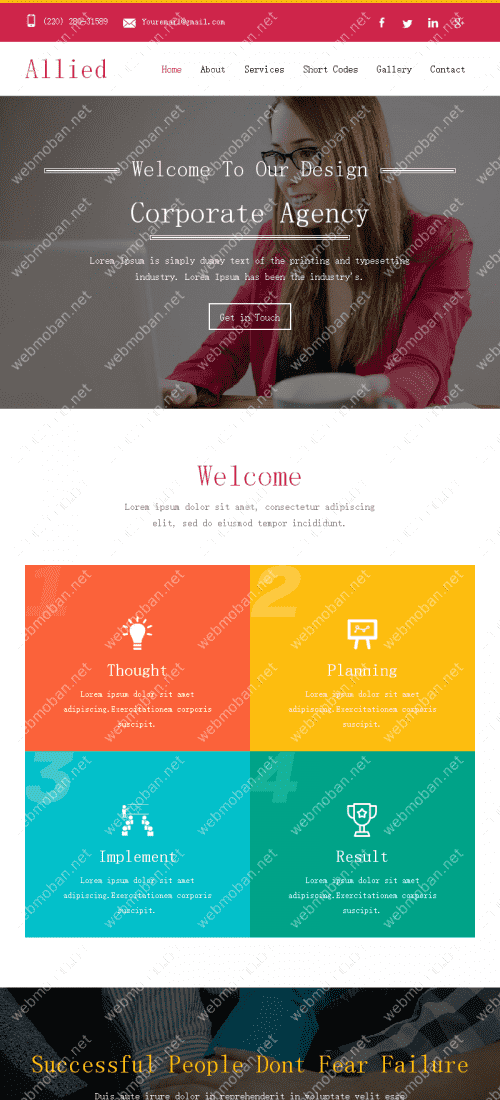 (220) 280-31589 Youremail@gmail.com
Allied
Home About Services Short Codes Gallery Contact
Welcome To Our Design
Corporate Agency
Lorem Ipsum is simply dummy text of the printing and typesetting
industry. Lorem Ipsum has been the industry's.
Get in Touch
Welcome
Lorem ipsum dolor sit amet, consectetur adipiscing
elit, sed do eiusmod tempor incididunt.
1
Thought
Lorem ipsum dolor sit amet
adipiscing.Exercitationem corporis
suscipit.
2
Planning
Lorem ipsum dolor sit amet
adipiscing.Exercitationem corporis
suscipit.
3
Implement
Lorem ipsum dolor sit amet
adipiscing.Exercitationem corporis
suscipit.
4
Result
Lorem ipsum dolor sit amet
adipiscing.Exercitationem corporis
suscipit.
Successful People Dont Fear Failure
Duis aute irure dolor in reprehenderit in voluptate velit esse
webmoban.net